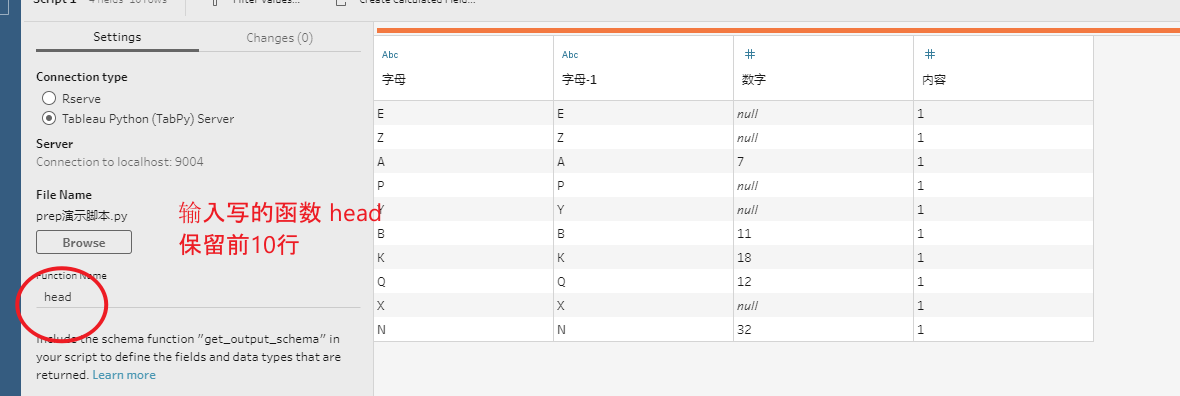 Script 1 4 fields 10 rows Filter Values... Create Calculated Field...
Settings Changes (0)
Connection type
Rserve
Tableau Python (TabPy) Server
Server
Connection to localhost: 9004
File Name
prep演示脚本.py
Browse
Function Name
head
Include the schema function "get_output_schema" in
your script to define the fields and data types that are
returned. Learn more
输入写的函数 head
保留前10行
Abc Abc # #
字母 字母-1 数字 内容
E E null 1
Z Z null 1
A A 7 1
P P null 1
Y Y null 1
B B 11 1
K K 18 1
Q Q 12 1
X X null 1
N N 32 1